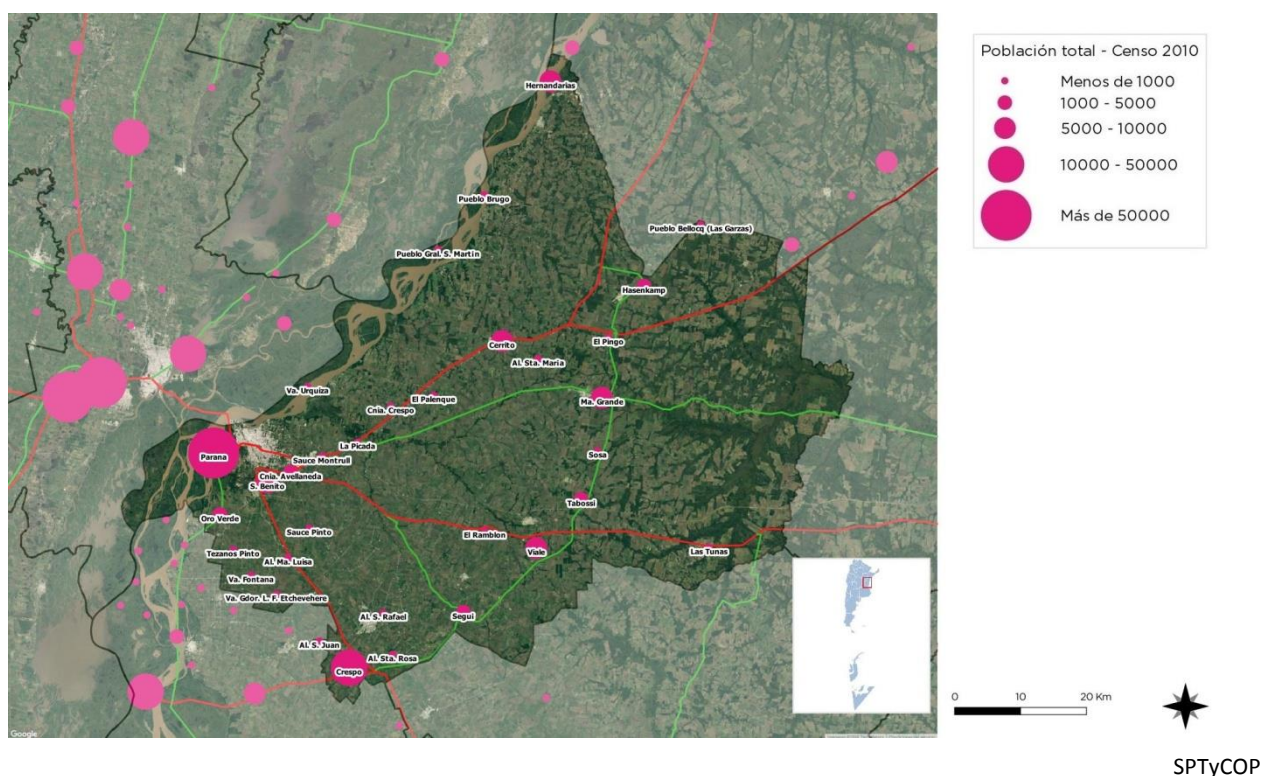 Población total - Censo 2010
Menos de 1000
1000 - 5000
5000 - 10000
10000 - 50000
Más de 50000
Hernandarias
Pueblo Brugo
Pueblo Bellocq (Las Garzas)
Pueblo Gral. S. Martin
Hasenkamp
Cerrito
El Pingo
Al. Sta. Maria
Va. Urquiza
El Palenque
Ma. Grande
Cnia. Crespo
La Picada
Parana
Sauce Montrull
Sosa
Cnia. Avellaneda
S. Benito
Tabossi
Oro Verde
Sauce Pinto
El Ramblon
Tezanos Pinto
Viale
Las Tunas
Al. Ma. Luisa
Va. Fontana
Va. Gdor. L. F. Etchevehere
Al. S. Rafael
Segui
Al. S. Juan
Al. Sta. Rosa
Crespo
0 10 20 Km
Google
SPTyCOP